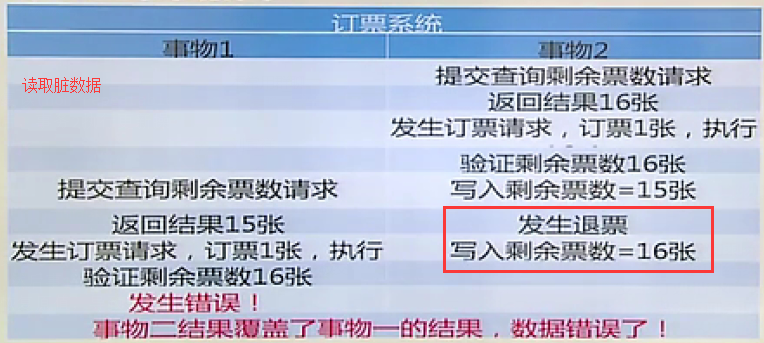 订票系统
事物1 事物2
读取脏数据 提交查询剩余票数请求
返回结果16张
发生订票请求，订票1张，执行
验证剩余票数16张
提交查询剩余票数请求 写入剩余票数=15张
返回结果15张 发生退票
发生订票请求，订票1张，执行 写入剩余票数=16张
验证剩余票数16张
发生错误！
事物二结果覆盖了事物一的结果，数据错误了！